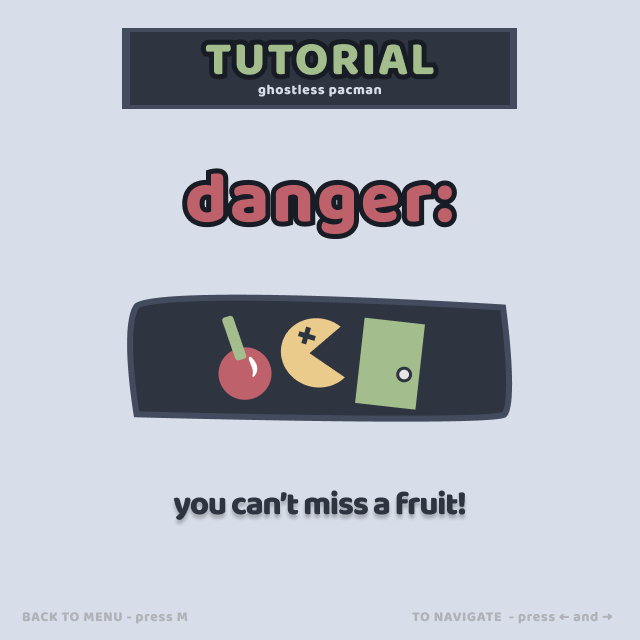 TUTORIAL
ghostless pacman
danger:
you can't miss a fruit!
BACK TO MENU - press M
TO NAVIGATE - press ← and →